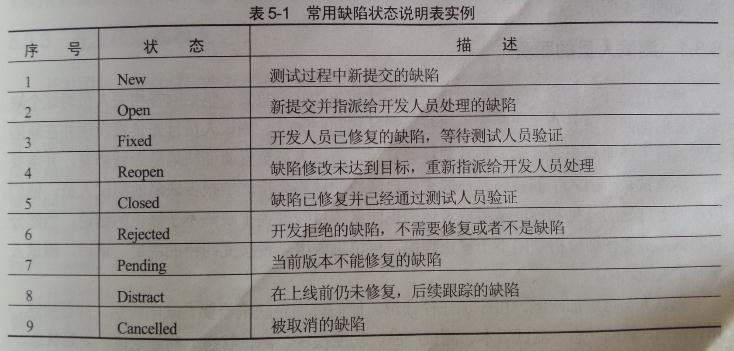 表 5-1 常用缺陷状态说明表实例
序 号 状 态 描 述
1 New 测试过程中新提交的缺陷
2 Open 新提交并指派给开发人员处理的缺陷
3 Fixed 开发人员已修复的缺陷，等待测试人员验证
4 Reopen 缺陷修改未达到目标，重新指派给开发人员处理
5 Closed 缺陷已修复并已经通过测试人员验证
6 Rejected 开发拒绝的缺陷，不需要修复或者不是缺陷
7 Pending 当前版本不能修复的缺陷
8 Distract 在上线前仍未修复，后续跟踪的缺陷
9 Cancelled 被取消的缺陷